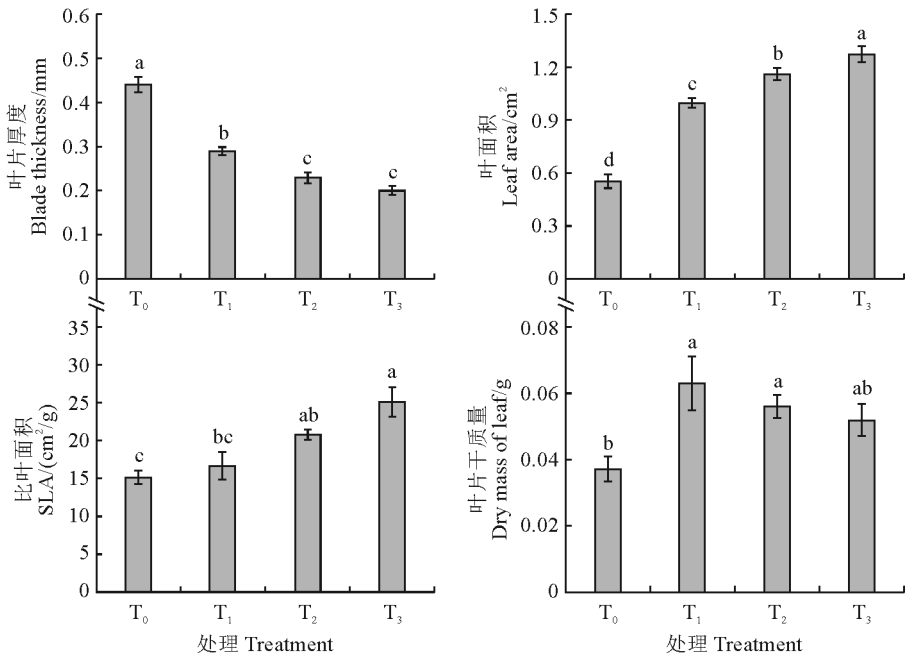 叶片厚度
Blade thickness/mm
0.6
0.5
0.4
0.3
0.2
0.1
0
a
b
c
c
T₀
T₁
T₂
T₃
叶面积
Leaf area/cm²
1.5
1.2
0.9
0.6
0.3
0
d
c
b
a
T₀
T₁
T₂
T₃
比叶面积
SLA/(cm²/g)
35
30
25
20
15
10
5
0
c
bc
ab
a
T₀
T₁
T₂
T₃
处理 Treatment
叶片干质量
Dry mass of leaf/g
0.08
0.06
0.04
0.02
0
b
a
a
ab
T₀
T₁
T₂
T₃
处理 Treatment